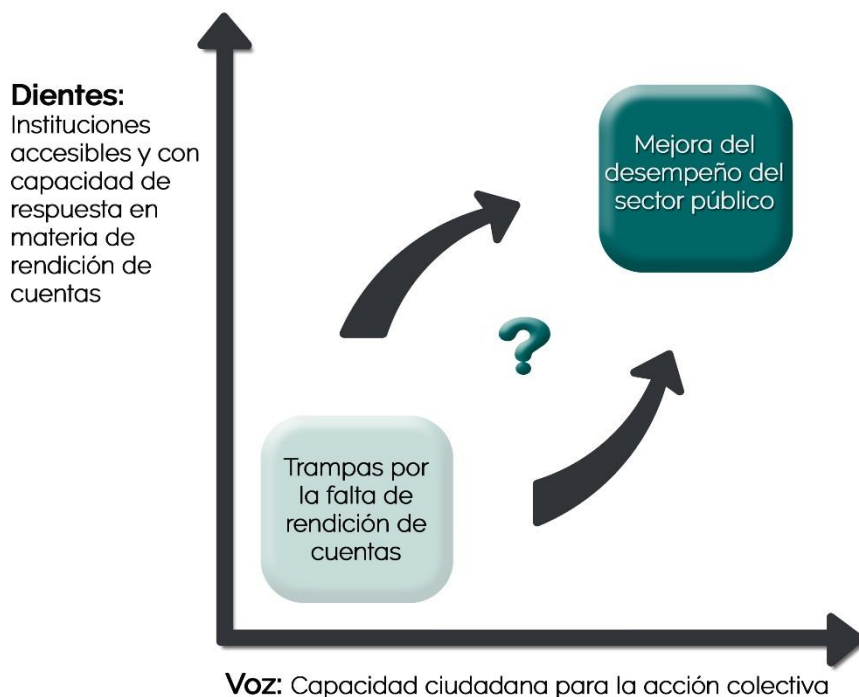 Dientes:
Instituciones
accesibles y con
capacidad de
respuesta en
materia de
rendición de
cuentas
Mejora del
desempeño del
sector público
?
Trampas por
la falta de
rendición de
cuentas
Voz: Capacidad ciudadana para la acción colectiva